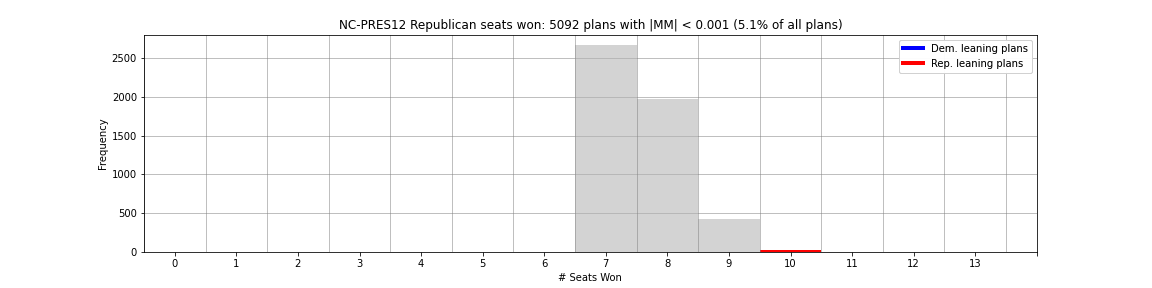 NC-PRES12 Republican seats won: 5092 plans with |MM| < 0.001 (5.1% of all plans)
Dem. leaning plans
Rep. leaning plans
Frequency
2500
2000
1500
1000
500
0
0 1 2 3 4 5 6 7 8 9 10 11 12 13
# Seats Won